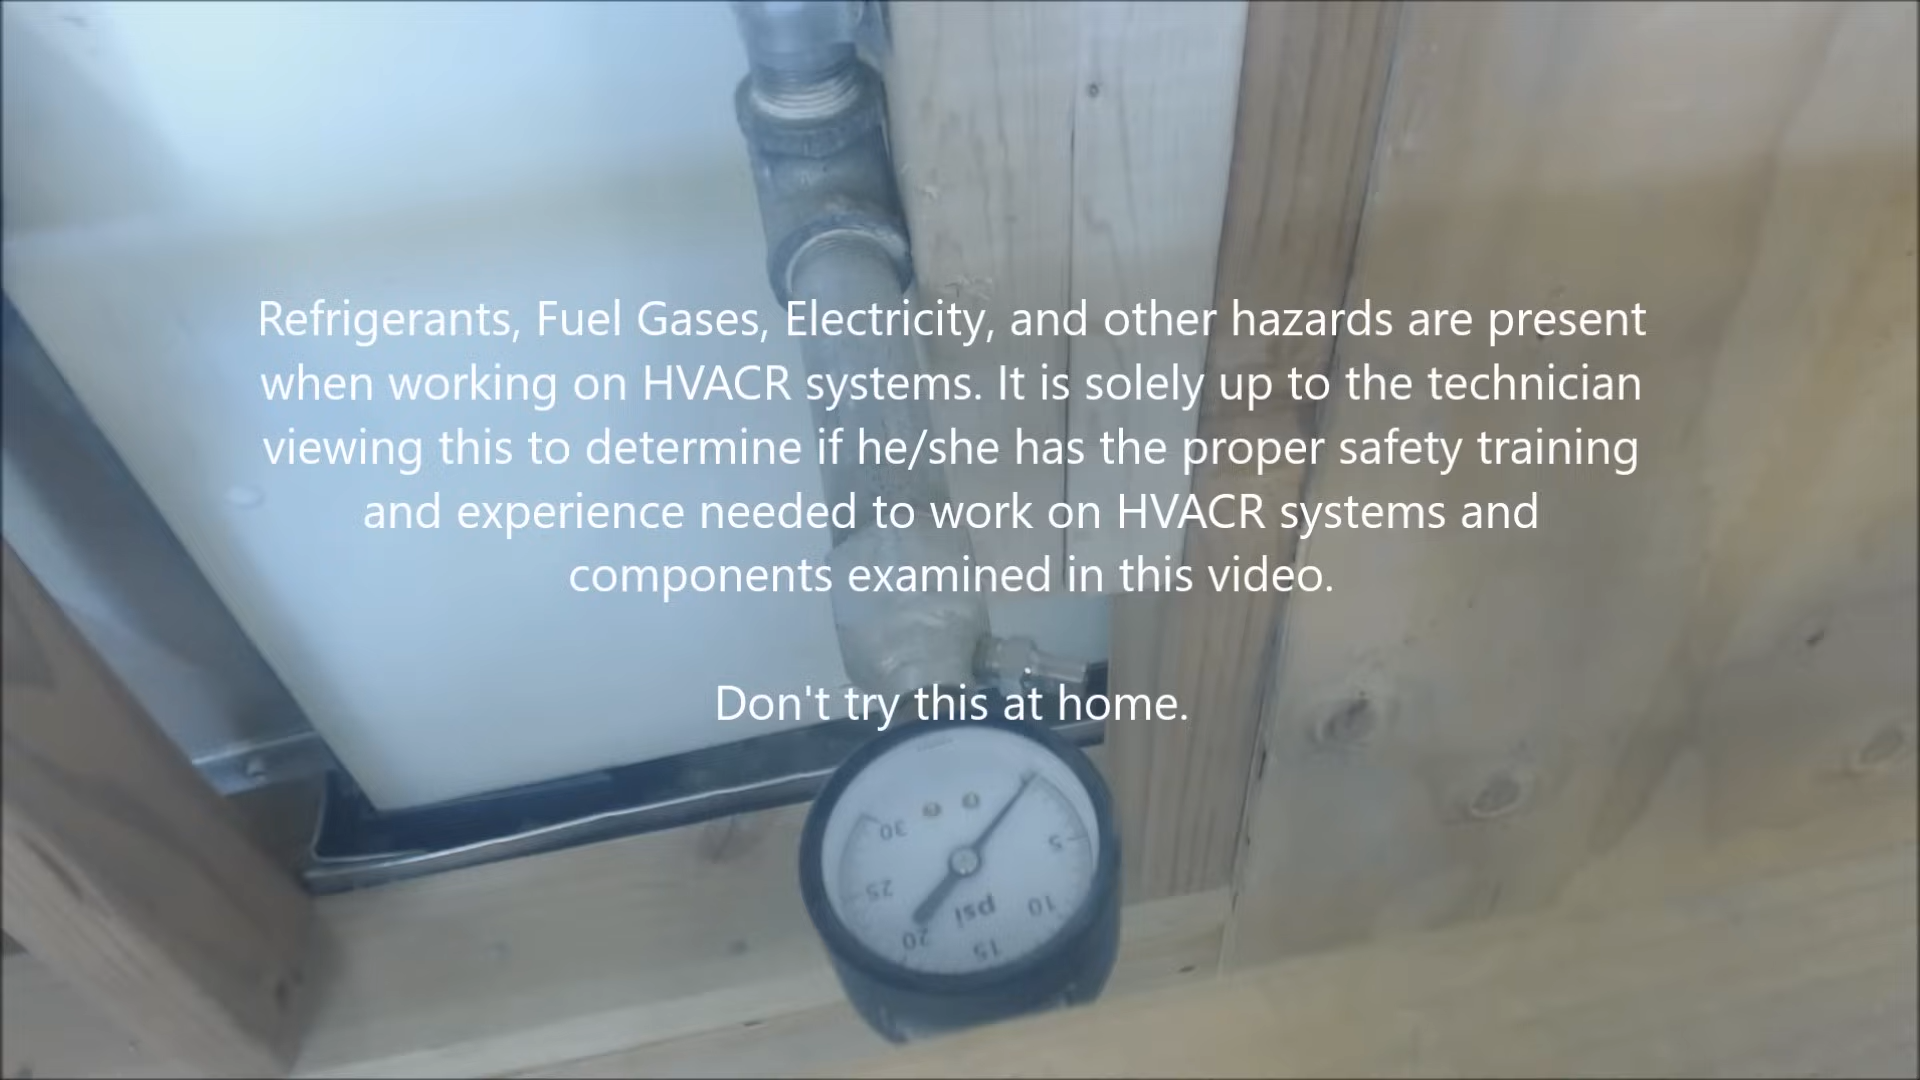 Refrigerants, Fuel Gases, Electricity, and other hazards are present
when working on HVACR systems. It is solely up to the technician
viewing this to determine if he/she has the proper safety training
and experience needed to work on HVACR systems and
components examined in this video.
Don't try this at home.
0
5
10
15
20
25
30
psi